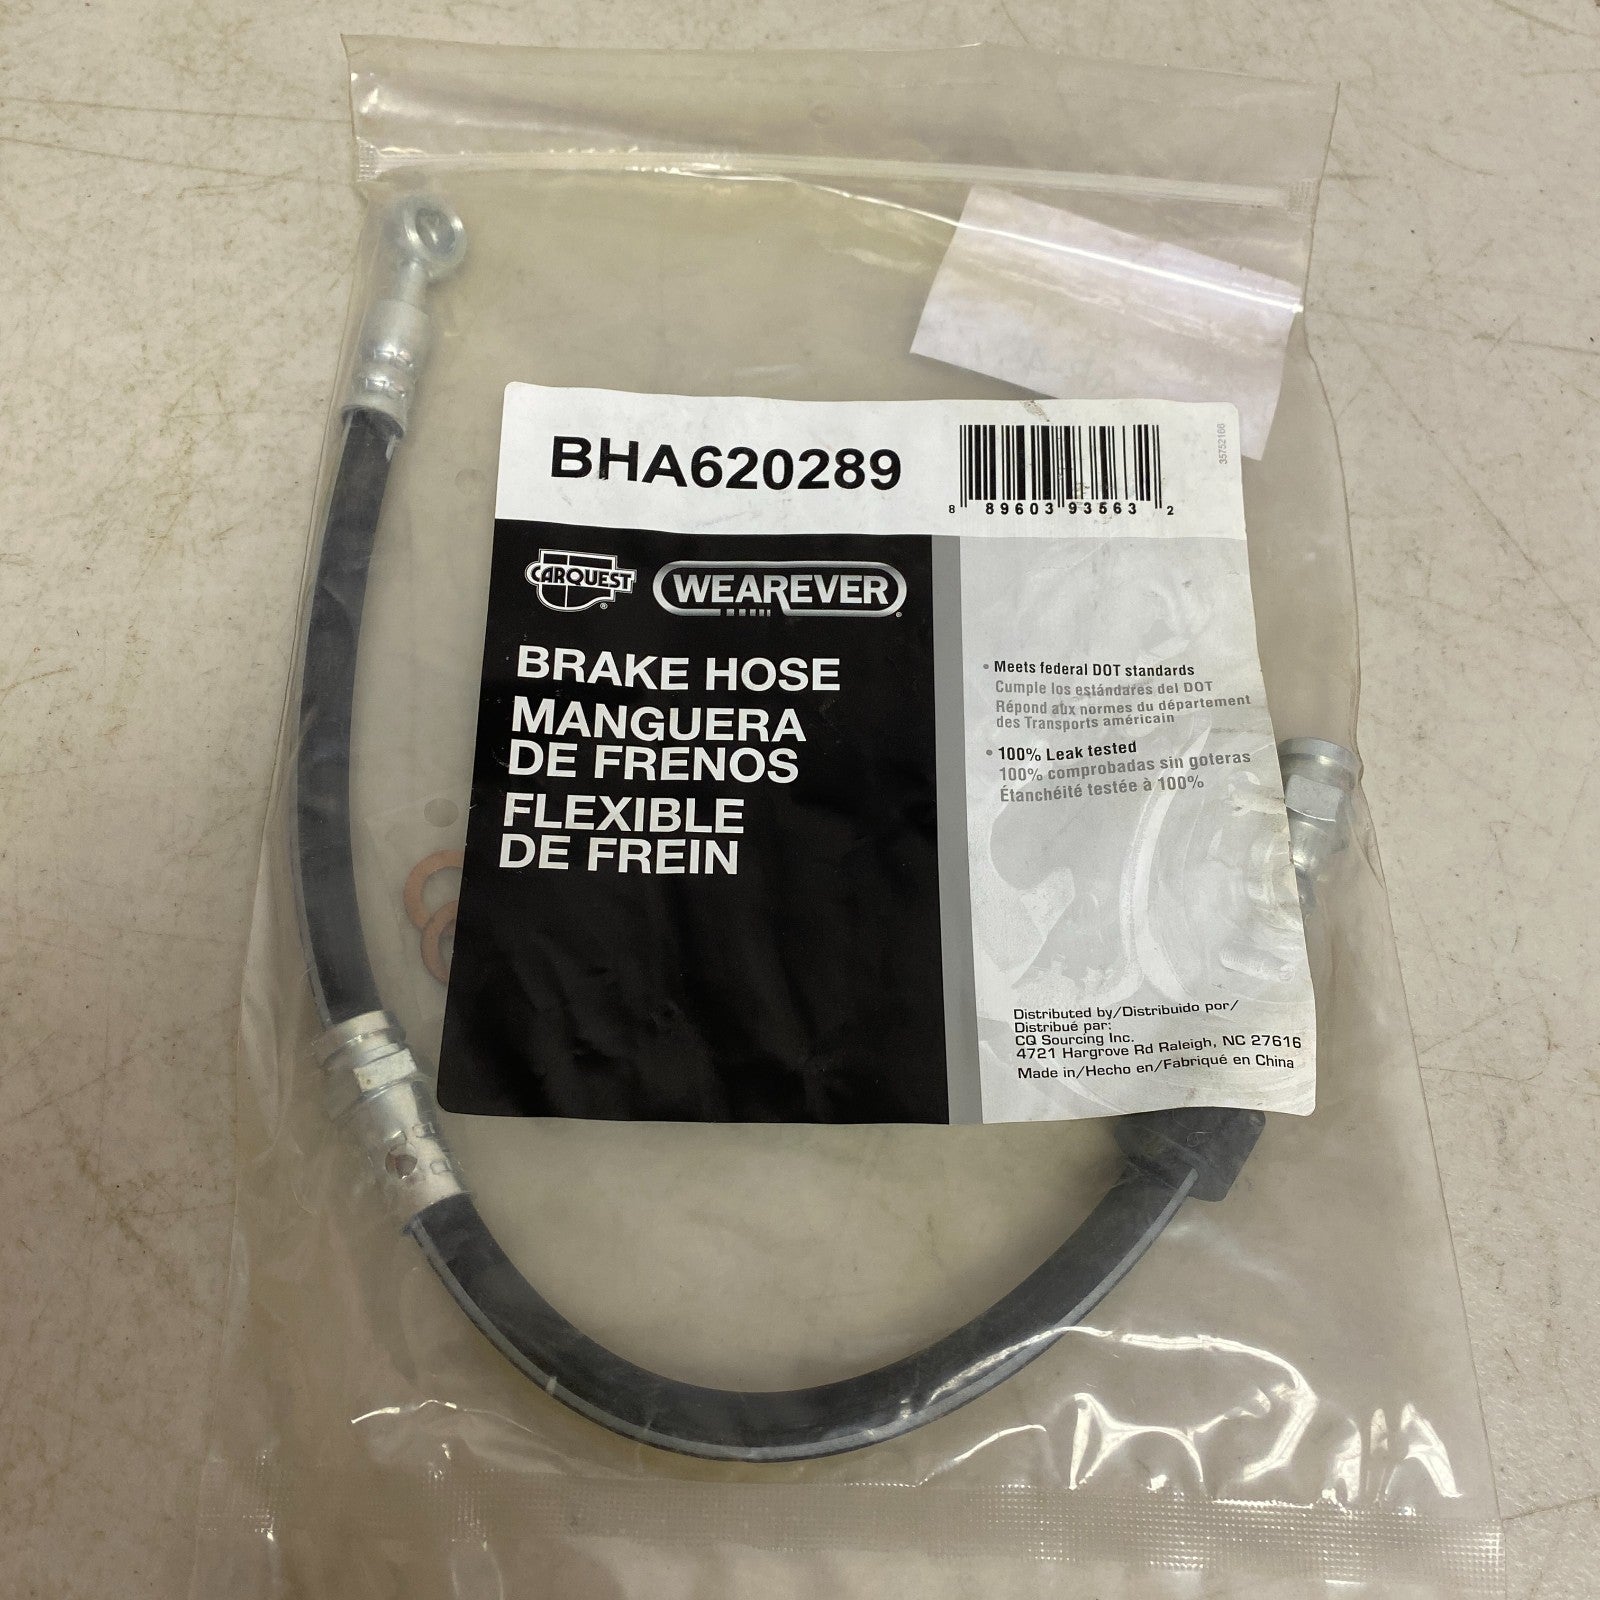 BHA620289
8 89603 93563 2
35752166
CARQUEST ®
WEAREVER ®
BRAKE HOSE
MANGUERA
DE FRENOS
FLEXIBLE
DE FREIN
• Meets federal DOT standards
Cumple los estándares del DOT
Répond aux normes du département
des Transports américain
• 100% Leak tested
100% comprobadas sin goteras
Étanchéité testée à 100%
Distributed by/Distribuido por/
Distribué par:
CQ Sourcing Inc.
4721 Hargrove Rd Raleigh, NC 27616
Made in/Hecho en/Fabriqué en China